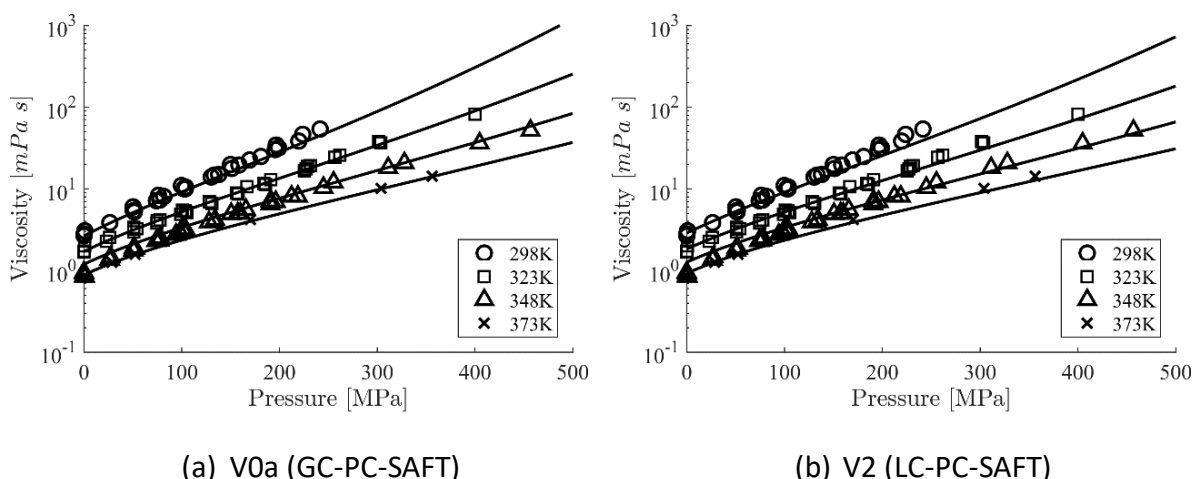 10^3
10^2
10^1
10^0
10^-1
Viscosity [mPa s]
0 100 200 300 400 500
Pressure [MPa]
298K
323K
348K
373K
(a) V0a (GC-PC-SAFT)
10^3
10^2
10^1
10^0
10^-1
Viscosity [mPa s]
0 100 200 300 400 500
Pressure [MPa]
298K
323K
348K
373K
(b) V2 (LC-PC-SAFT)